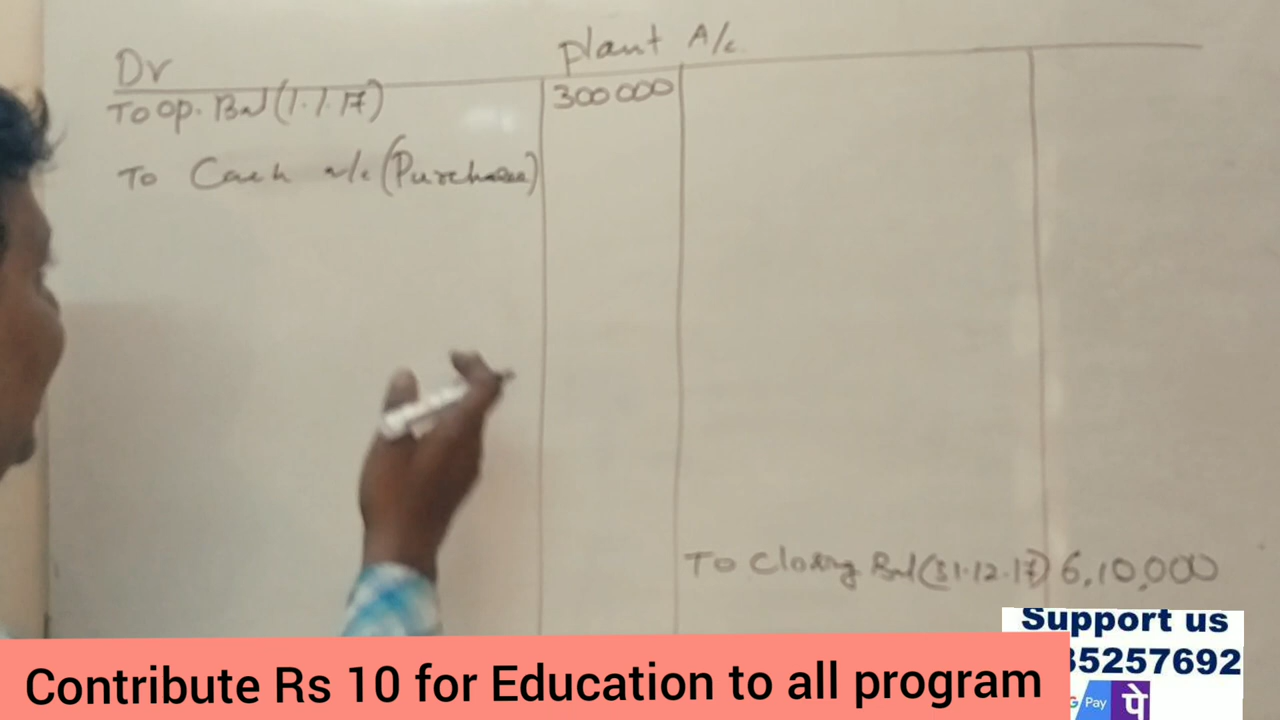 plant A/c.
Dr
To op. Bal (1.1.17) 300000
To Cash a/c (Purchases)
To Closing Bal (31.12.17) 6,10,000
Support us
35257692
G Pay पे
Contribute Rs 10 for Education to all program